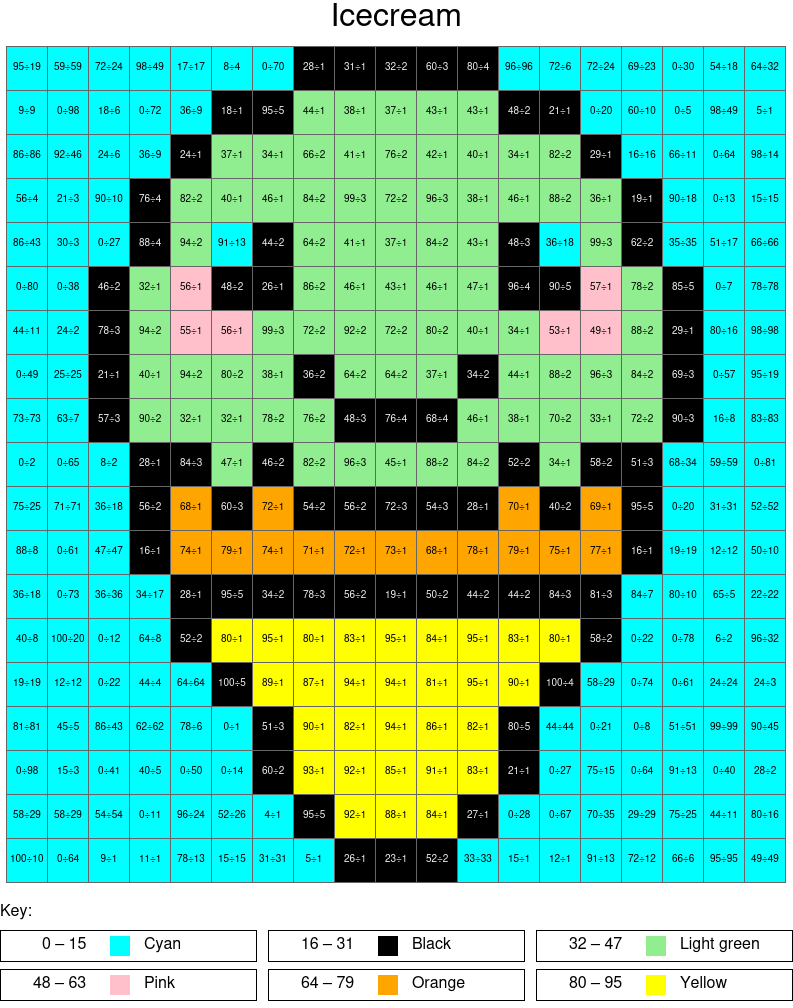 Icecream
95÷19 59÷59 72÷24 98÷49 17÷17 8÷4 0÷70 28÷1 31÷1 32÷2 60÷3 80÷4 96÷96 72÷6 72÷24 69÷23 0÷30 54÷18 64÷32
9÷9 0÷98 18÷6 0÷72 36÷9 18÷1 95÷5 44÷1 38÷1 37÷1 43÷1 43÷1 48÷2 21÷1 0÷20 60÷10 0÷5 98÷49 5÷1
86÷86 92÷46 24÷6 36÷9 24÷1 37÷1 34÷1 66÷2 41÷1 76÷2 42÷1 40÷1 34÷1 82÷2 29÷1 16÷16 66÷11 0÷64 98÷14
56÷4 21÷3 90÷10 76÷4 82÷2 40÷1 46÷1 84÷2 99÷3 72÷2 96÷3 38÷1 46÷1 88÷2 36÷1 19÷1 90÷18 0÷13 15÷15
86÷43 30÷3 0÷27 88÷4 94÷2 91÷13 44÷2 64÷2 41÷1 37÷1 84÷2 43÷1 48÷3 36÷18 99÷3 62÷2 35÷35 51÷17 66÷66
0÷80 0÷38 46÷2 32÷1 56÷1 48÷2 26÷1 86÷2 46÷1 43÷1 46÷1 47÷1 96÷4 90÷5 57÷1 78÷2 85÷5 0÷7 78÷78
44÷11 24÷2 78÷3 94÷2 55÷1 56÷1 99÷3 72÷2 92÷2 72÷2 80÷2 40÷1 34÷1 53÷1 49÷1 88÷2 29÷1 80÷16 98÷98
0÷49 25÷25 21÷1 40÷1 94÷2 80÷2 38÷1 36÷2 64÷2 64÷2 37÷1 34÷2 44÷1 88÷2 96÷3 84÷2 69÷3 0÷57 95÷19
73÷73 63÷7 57÷3 90÷2 32÷1 32÷1 78÷2 76÷2 48÷3 76÷4 68÷4 46÷1 38÷1 70÷2 33÷1 72÷2 90÷3 16÷8 83÷83
0÷2 0÷65 8÷2 28÷1 84÷3 47÷1 46÷2 82÷2 96÷3 45÷1 88÷2 84÷2 52÷2 34÷1 58÷2 51÷3 68÷34 59÷59 0÷81
75÷25 71÷71 36÷18 56÷2 68÷1 60÷3 72÷1 54÷2 56÷2 72÷3 54÷3 28÷1 70÷1 40÷2 69÷1 95÷5 0÷20 31÷31 52÷52
88÷8 0÷61 47÷47 16÷1 74÷1 79÷1 74÷1 71÷1 72÷1 73÷1 68÷1 78÷1 79÷1 75÷1 77÷1 16÷1 19÷19 12÷12 50÷10
36÷18 0÷73 36÷36 34÷17 28÷1 95÷5 34÷2 78÷3 56÷2 19÷1 50÷2 44÷2 44÷2 84÷3 81÷3 84÷7 80÷10 65÷5 22÷22
40÷8 100÷20 0÷12 64÷8 52÷2 80÷1 95÷1 80÷1 83÷1 95÷1 84÷1 95÷1 83÷1 80÷1 58÷2 0÷22 0÷78 6÷2 96÷32
19÷19 12÷12 0÷22 44÷4 64÷64 100÷5 89÷1 87÷1 94÷1 94÷1 81÷1 95÷1 90÷1 100÷4 58÷29 0÷74 0÷61 24÷24 24÷3
81÷81 45÷5 86÷43 62÷62 78÷6 0÷1 51÷3 90÷1 82÷1 94÷1 86÷1 82÷1 80÷5 44÷44 0÷21 0÷8 51÷51 99÷99 90÷45
0÷98 15÷3 0÷41 40÷5 0÷50 0÷14 60÷2 93÷1 92÷1 85÷1 91÷1 83÷1 21÷1 0÷27 75÷15 0÷64 91÷13 0÷40 28÷2
58÷29 58÷29 54÷54 0÷11 96÷24 52÷26 4÷1 95÷5 92÷1 88÷1 84÷1 27÷1 0÷28 0÷67 70÷35 29÷29 75÷25 44÷11 80÷16
100÷10 0÷64 9÷1 11÷1 78÷13 15÷15 31÷31 5÷1 26÷1 23÷1 52÷2 33÷33 15÷1 12÷1 91÷13 72÷12 66÷6 95÷95 49÷49
Key:
0 – 15 Cyan 16 – 31 Black 32 – 47 Light green
48 – 63 Pink 64 – 79 Orange 80 – 95 Yellow